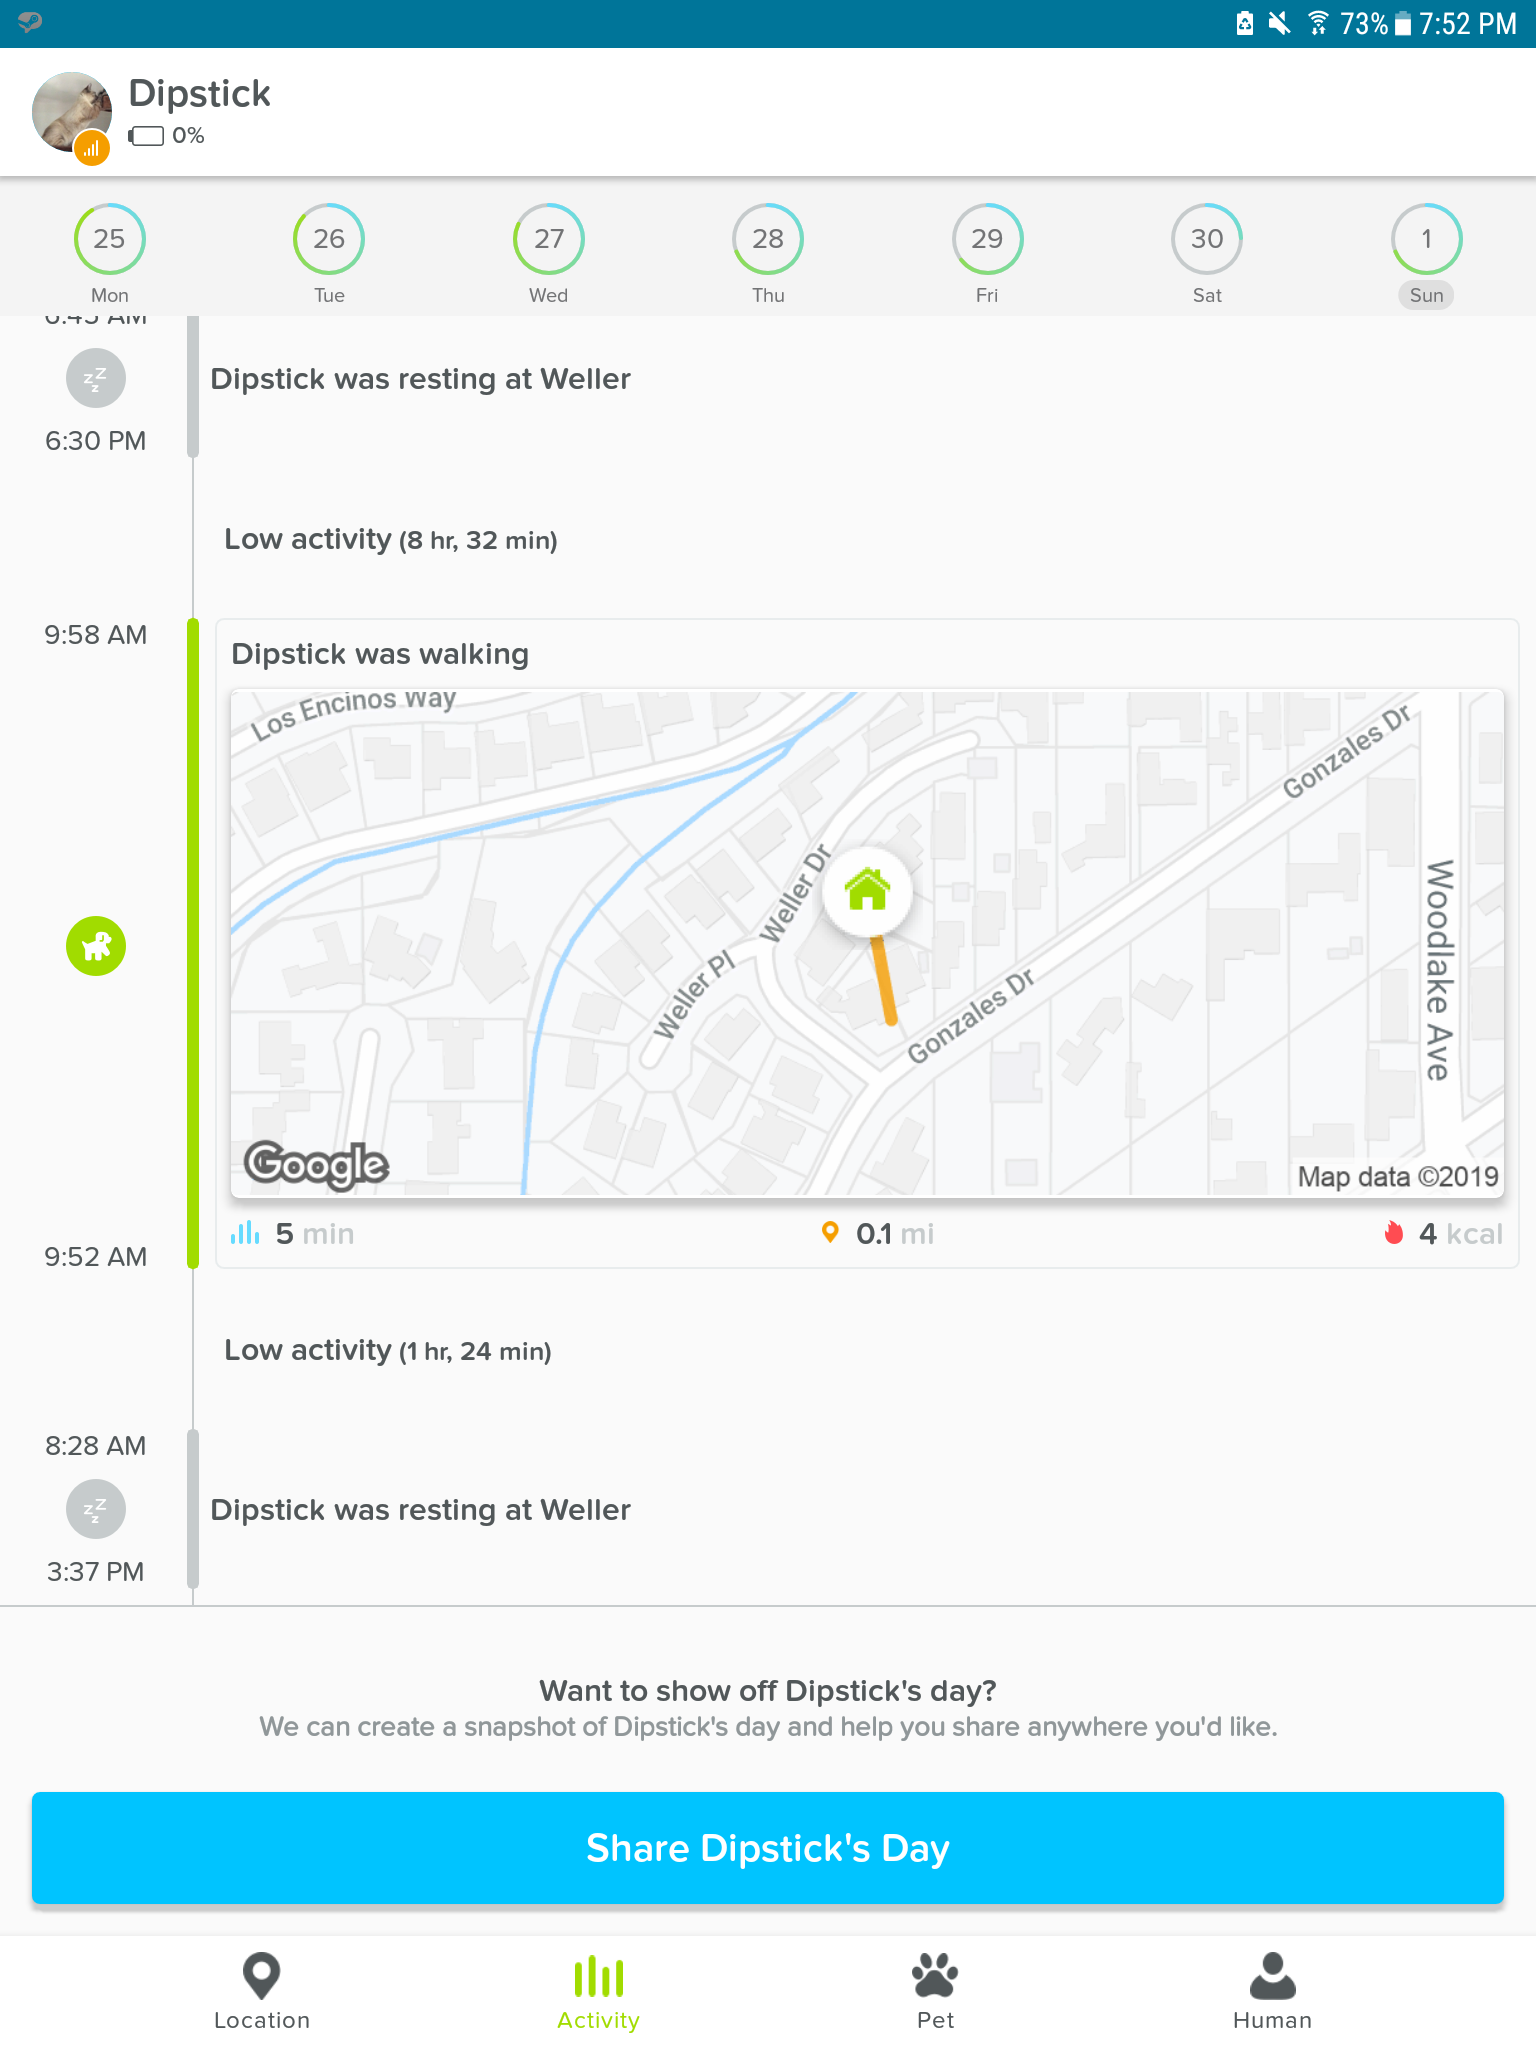 73% 7:52 PM
Dipstick
0%
25 26 27 28 29 30 1
Mon Tue Wed Thu Fri Sat Sun
6:45 AM
Dipstick was resting at Weller
6:30 PM
Low activity (8 hr, 32 min)
9:58 AM
Dipstick was walking
Los Encinos Way
Gonzales Dr
Weller Dr
Woodlake Ave
Weller Pl
Gonzales Dr
Google
Map data ©2019
5 min 0.1 mi 4 kcal
9:52 AM
Low activity (1 hr, 24 min)
8:28 AM
Dipstick was resting at Weller
3:37 PM
Want to show off Dipstick's day?
We can create a snapshot of Dipstick's day and help you share anywhere you'd like.
Share Dipstick's Day
Location Activity Pet Human